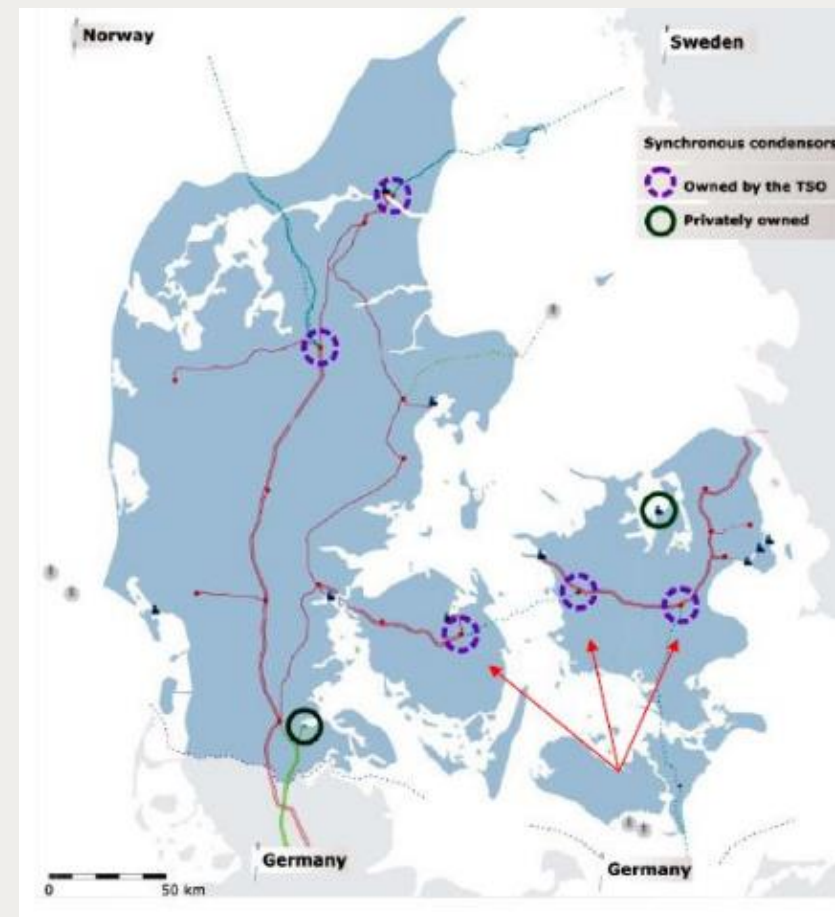 Norway
Sweden
Synchronous condensors
Owned by the TSO
Privately owned
Germany
Germany
0 50 km